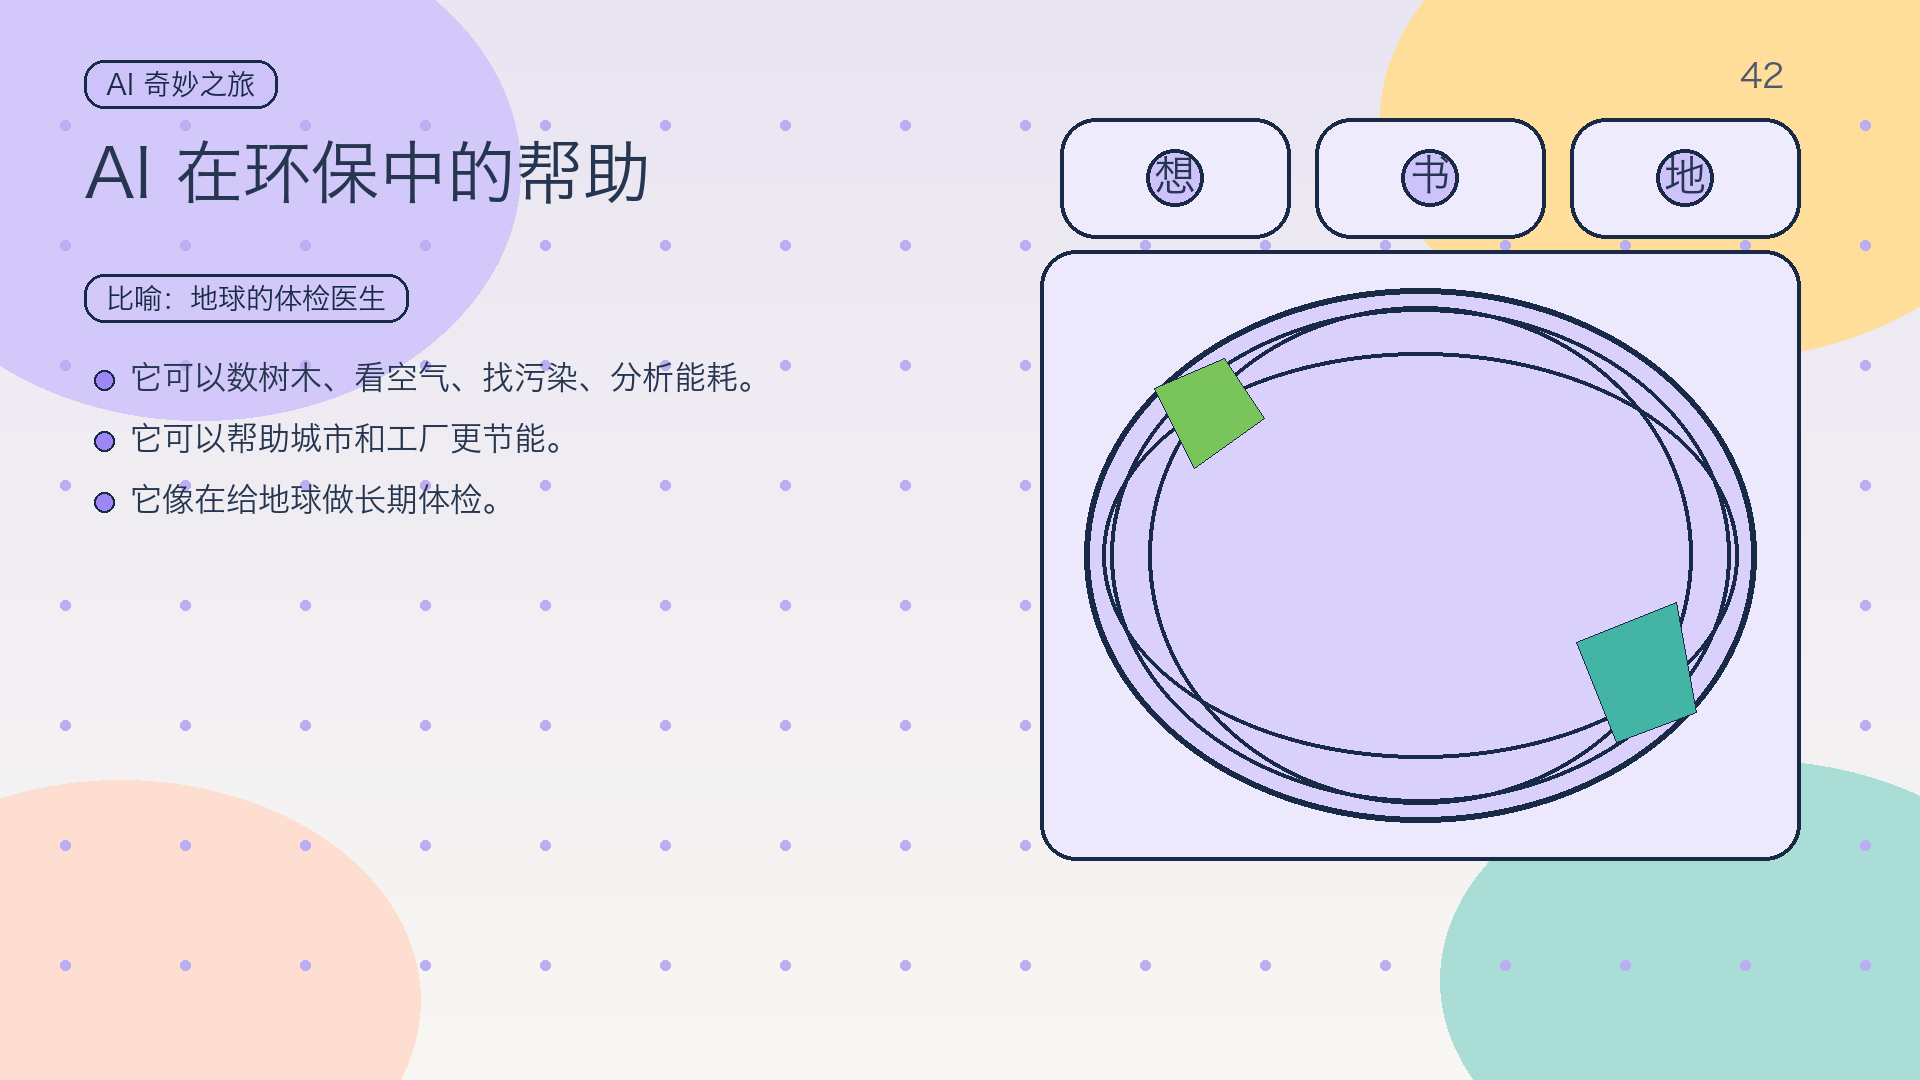 AI 奇妙之旅
42
AI 在环保中的帮助
想
书
地
比喻：地球的体检医生
它可以数树木、看空气、找污染、分析能耗。
它可以帮助城市和工厂更节能。
它像在给地球做长期体检。